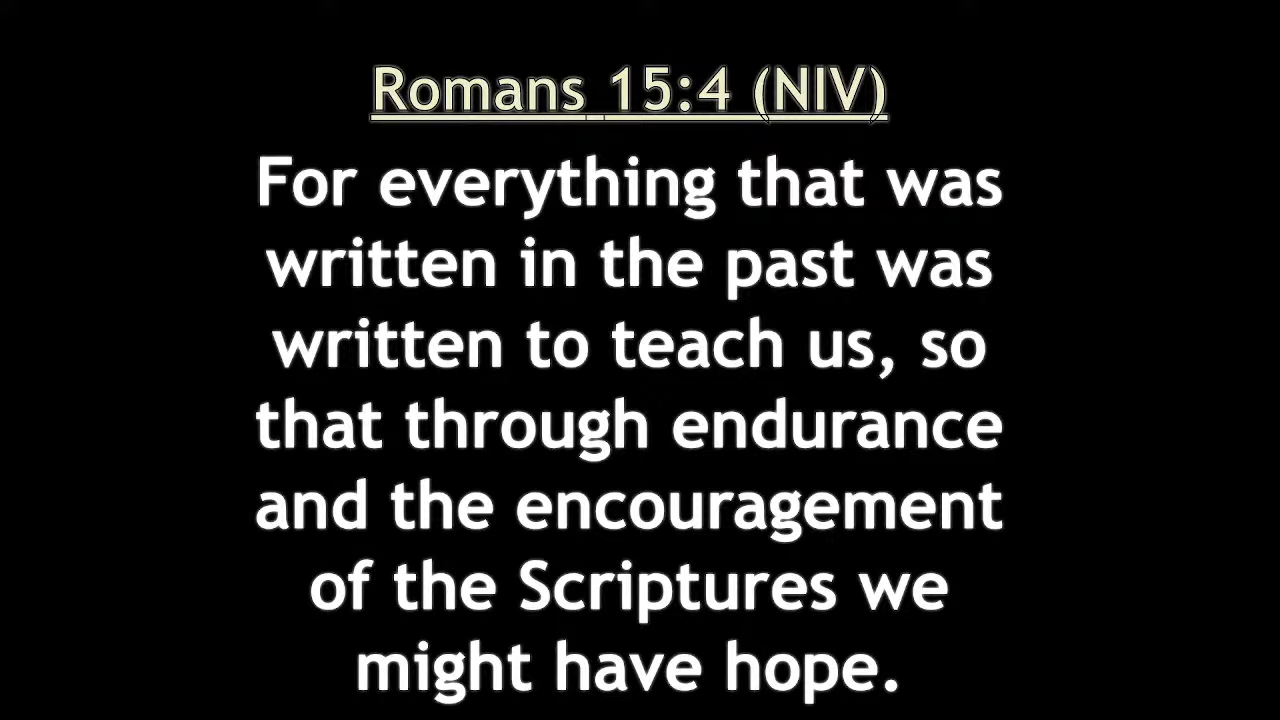 Romans 15:4 (NIV)
For everything that was
written in the past was
written to teach us, so
that through endurance
and the encouragement
of the Scriptures we
might have hope.